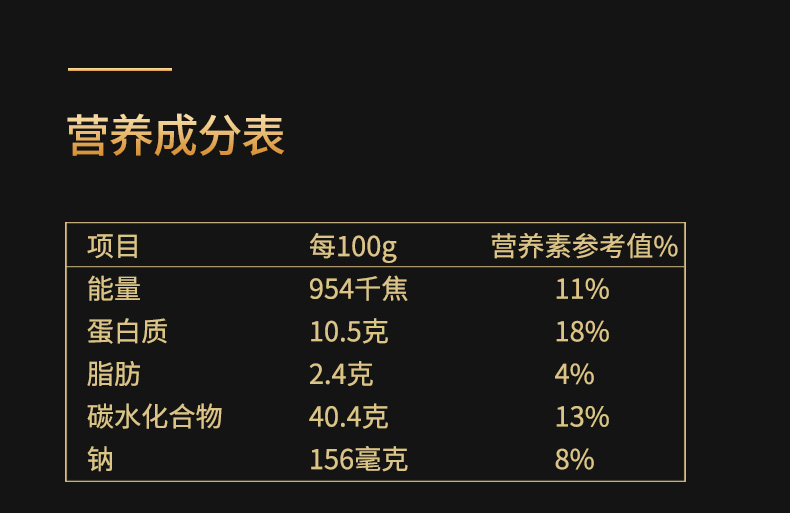 营养成分表
项目 每100g 营养素参考值%
能量 954千焦 11%
蛋白质 10.5克 18%
脂肪 2.4克 4%
碳水化合物 40.4克 13%
钠 156毫克 8%